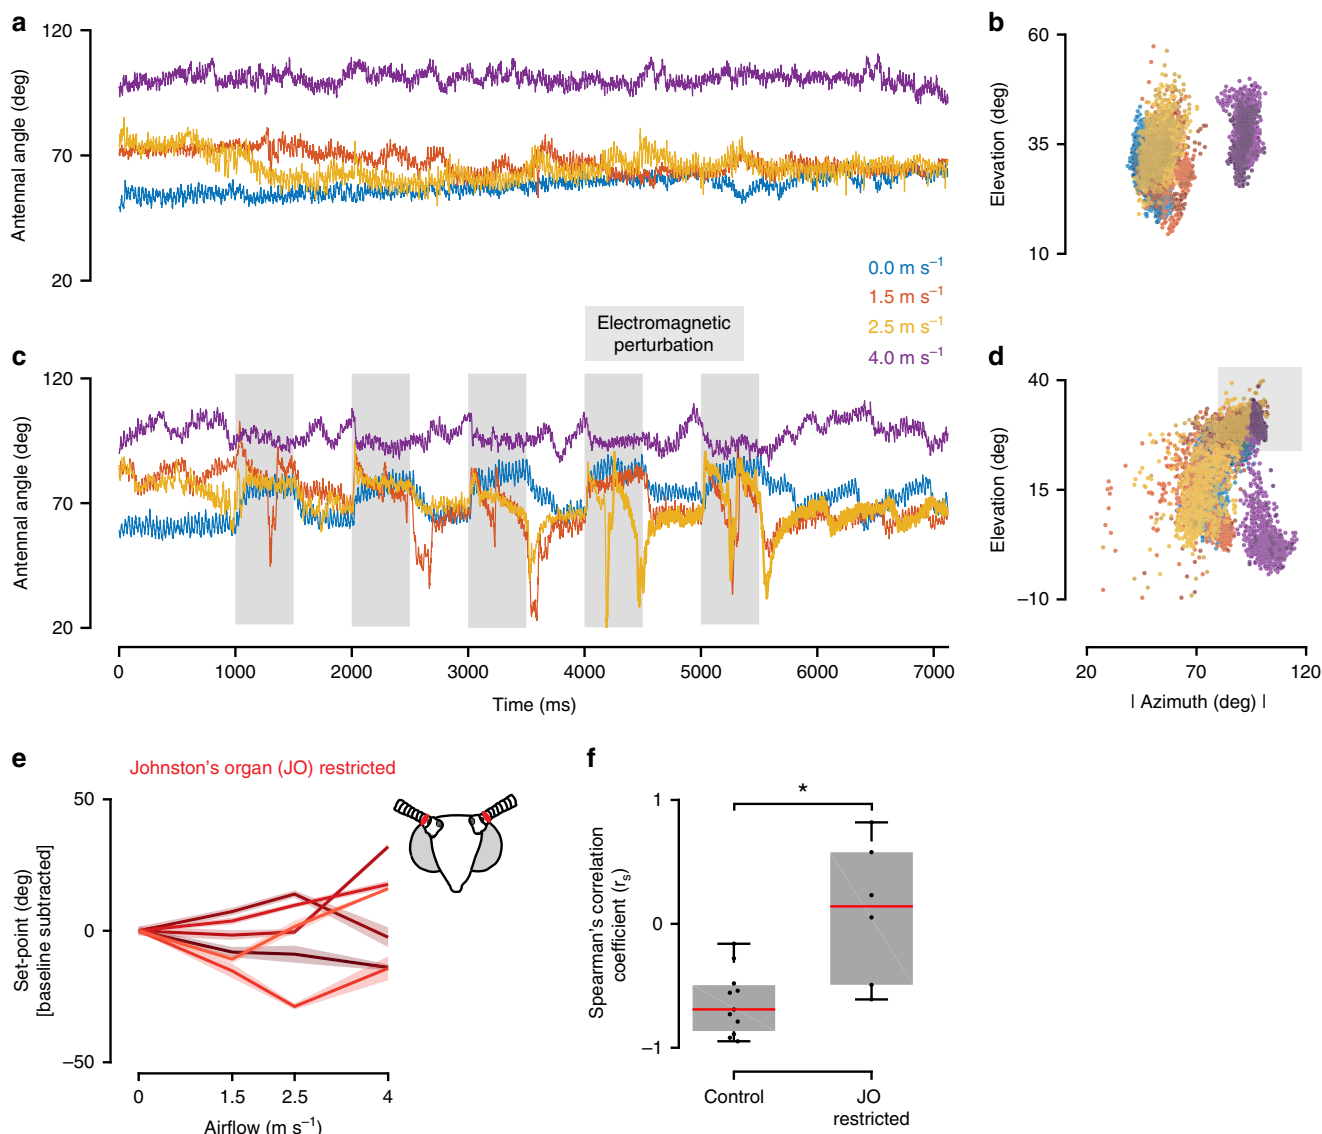 a
120
70
20
Antennal angle (deg)
b
60
35
10
Elevation (deg)
0.0 m s⁻¹
1.5 m s⁻¹
2.5 m s⁻¹
4.0 m s⁻¹
Electromagnetic
perturbation
c
120
70
20
Antennal angle (deg)
0 1000 2000 3000 4000 5000 6000 7000
Time (ms)
d
40
15
−10
Elevation (deg)
20 70 120
| Azimuth (deg) |
e
Johnston's organ (JO) restricted
50
0
−50
Set-point (deg)
[baseline subtracted]
0 1.5 2.5 4
Airflow (m s⁻¹)
f
*
1
0
−1
Spearman's correlation
coefficient (rₛ)
Control
JO
restricted